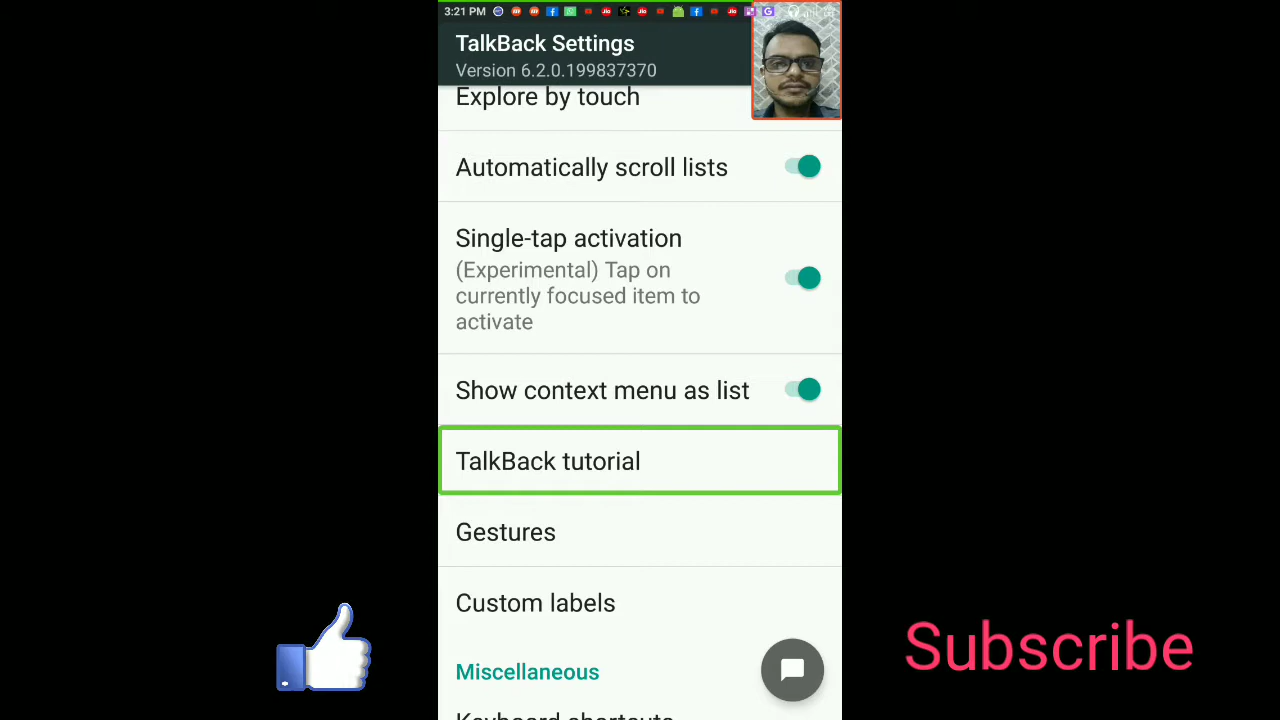 3:21 PM
TalkBack Settings
Version 6.2.0.199837370
Explore by touch
Automatically scroll lists
Single-tap activation
(Experimental) Tap on
currently focused item to
activate
Show context menu as list
TalkBack tutorial
Gestures
Custom labels
Miscellaneous
Keyboard shortcuts
Subscribe